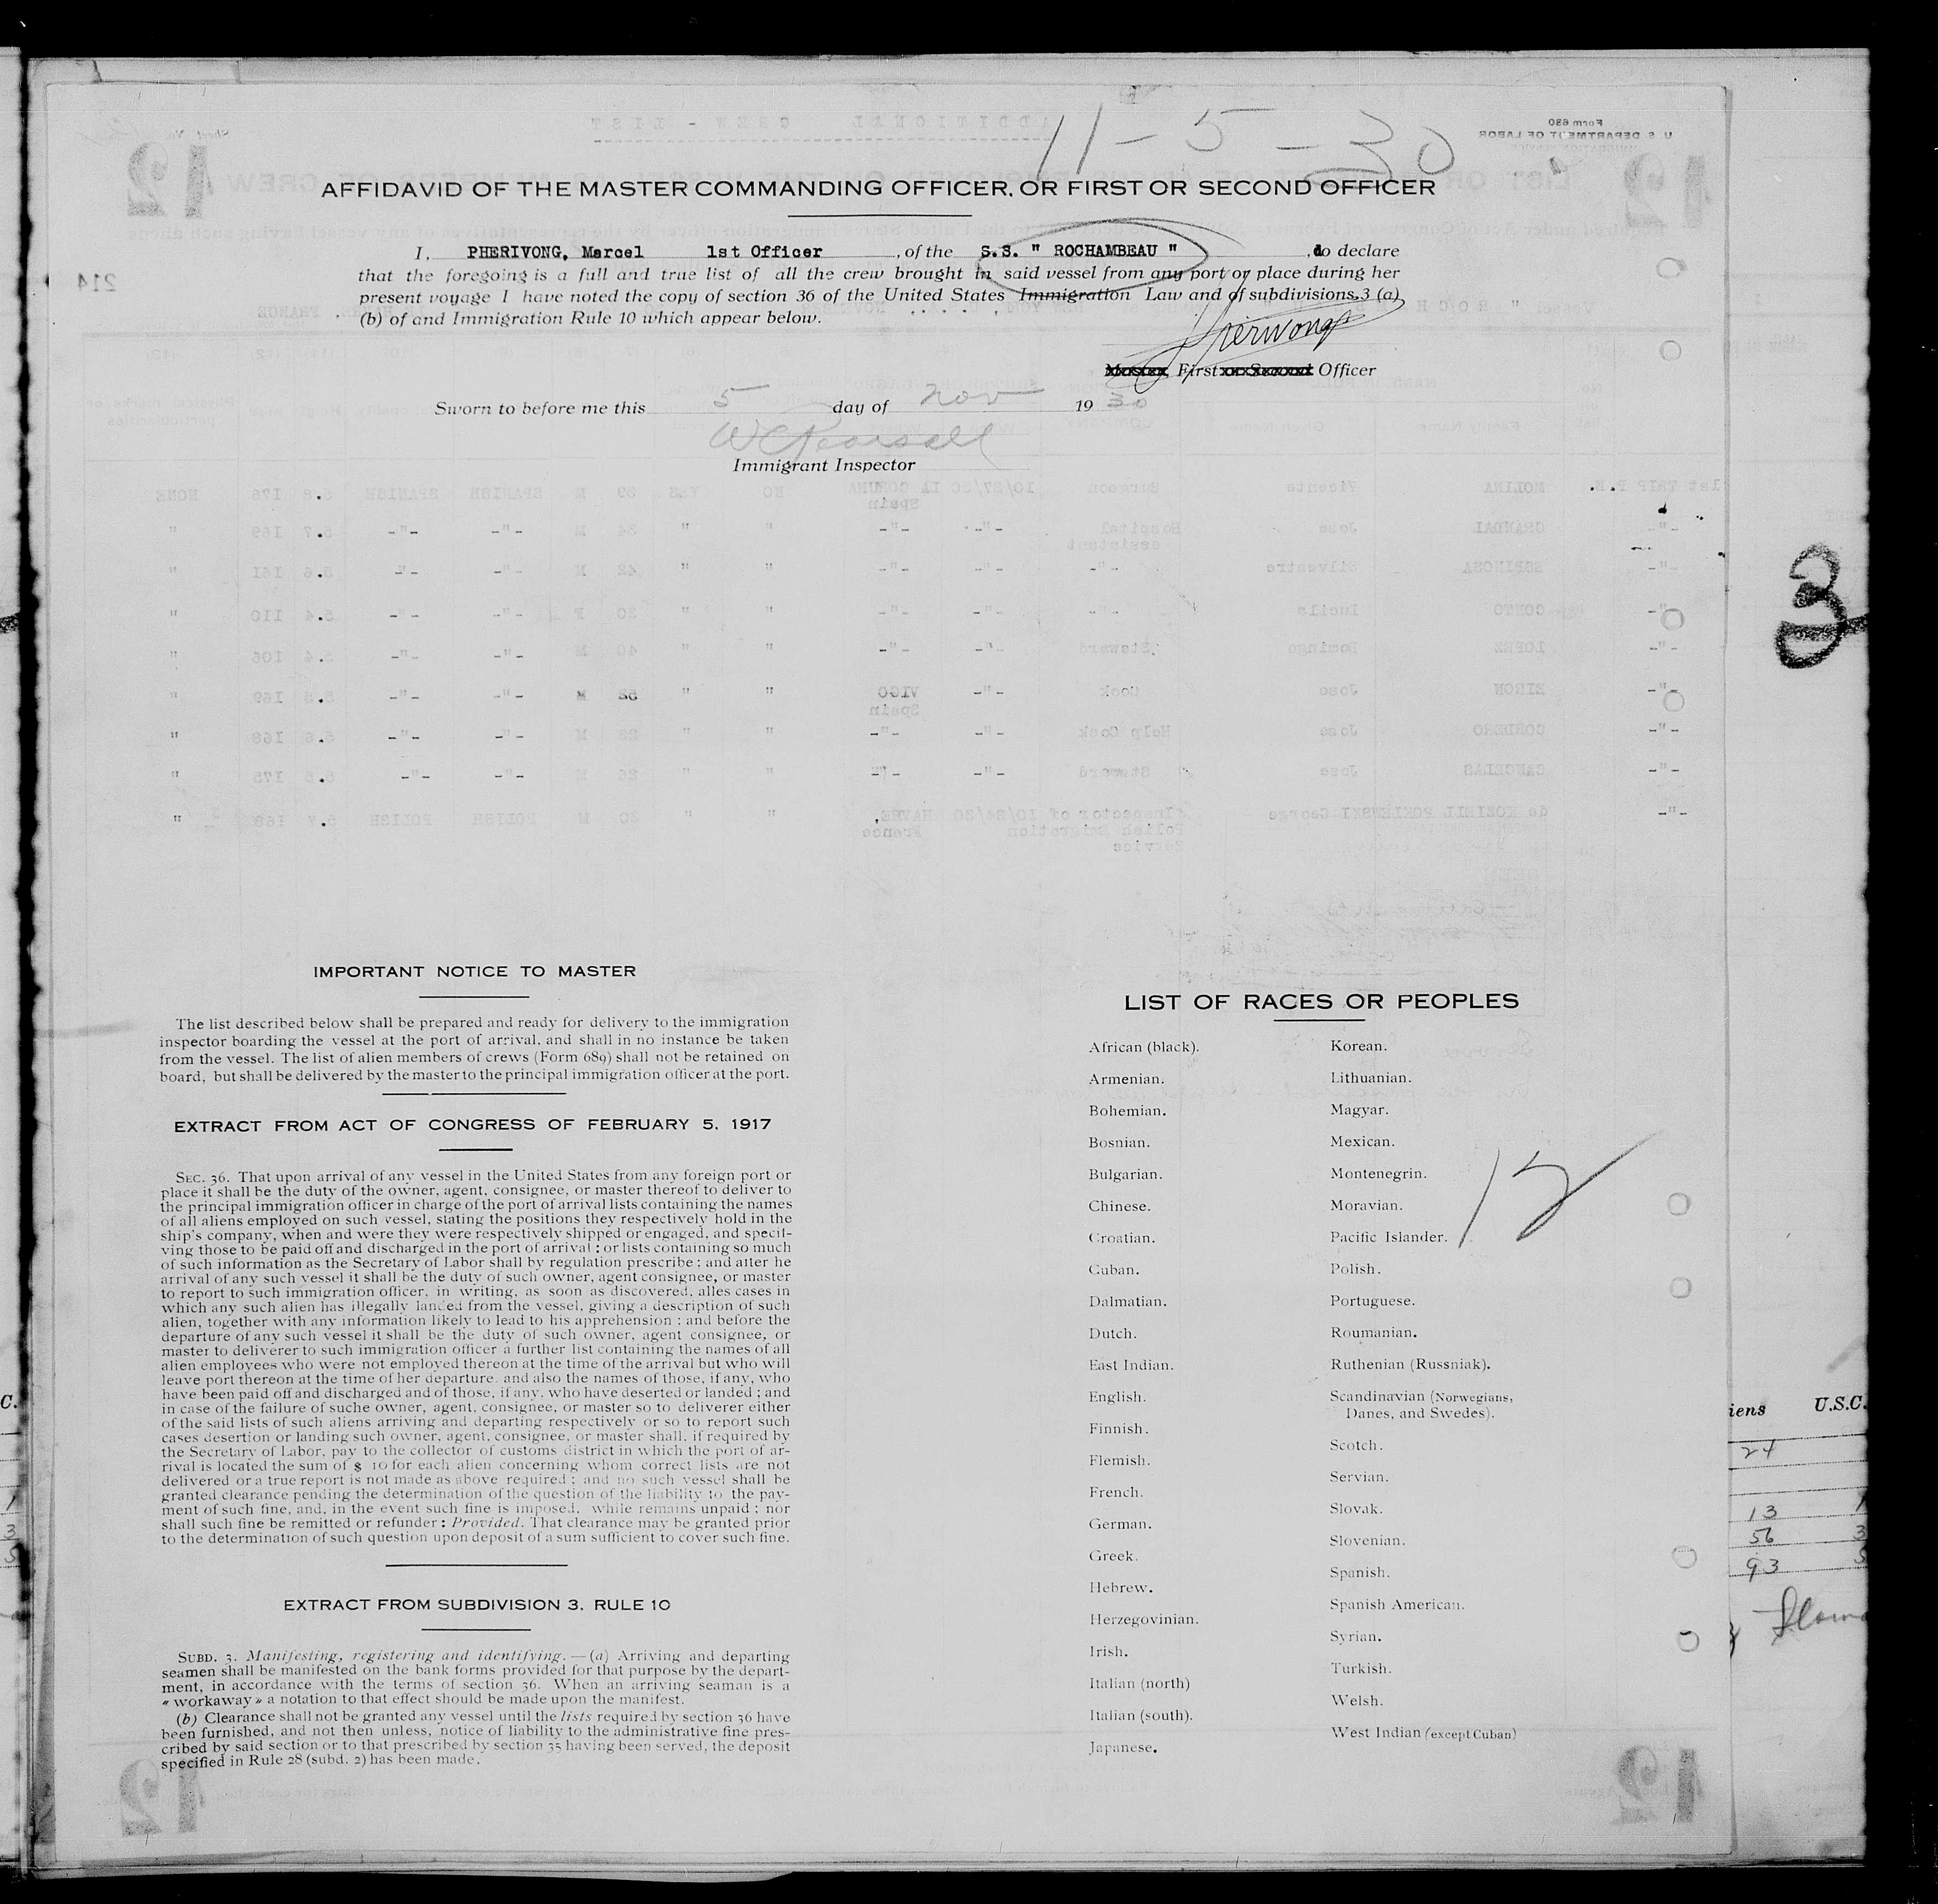 11-5-30
AFFIDAVID OF THE MASTER COMMANDING OFFICER, OR FIRST OR SECOND OFFICER
I, PHERIVONG, Marcel 1st Officer , of the S.S. " ROCHAMBEAU " , do declare
that the foregoing is a full and true list of all the crew brought in said vessel from any port or place during her
present voyage I have noted the copy of section 36 of the United States Immigration Law and of subdivisions 3 (a)
(b) of and Immigration Rule 10 which appear below.
Master First or Second Officer
Sworn to before me this 5 day of Nov 1930
Immigrant Inspector
3
IMPORTANT NOTICE TO MASTER
The list described below shall be prepared and ready for delivery to the immigration
inspector boarding the vessel at the port of arrival, and shall in no instance be taken
from the vessel. The list of alien members of crews (Form 689) shall not be retained on
board, but shall be delivered by the master to the principal immigration officer at the port.
EXTRACT FROM ACT OF CONGRESS OF FEBRUARY 5, 1917
SEC. 36. That upon arrival of any vessel in the United States from any foreign port or
place it shall be the duty of the owner, agent, consignee, or master thereof to deliver to
the principal immigration officer in charge of the port of arrival lists containing the names
of all aliens employed on such vessel, stating the positions they respectively hold in the
ship's company, when and were they were respectively shipped or engaged, and specif-
ving those to be paid off and discharged in the port of arrival ; or lists containing so much
of such information as the Secretary of Labor shall by regulation prescribe ; and after he
arrival of any such vessel it shall be the duty of such owner, agent consignee, or master
to report to such immigration officer, in writing, as soon as discovered, alles cases in
which any such alien has illegally landed from the vessel, giving a description of such
alien, together with any information likely to lead to his apprehension ; and before the
departure of any such vessel it shall be the duty of such owner, agent consignee, or
master to deliverer to such immigration officer a further list containing the names of all
alien employees who were not employed thereon at the time of the arrival but who will
leave port thereon at the time of her departure, and also the names of those, if any, who
have been paid off and discharged and of those, if any, who have deserted or landed ; and
in case of the failure of suche owner, agent, consignee, or master so to deliverer either
of the said lists of such aliens arriving and departing respectively or so to report such
cases desertion or landing such owner, agent, consignee, or master shall, if required by
the Secretary of Labor, pay to the collector of customs district in which the port of ar-
rival is located the sum of $ 10 for each alien concerning whom correct lists are not
delivered or a true report is not made as above required ; and no such vessel shall be
granted clearance pending the determination of the question of the liability to the pay-
ment of such fine, and, in the event such fine is imposed, while remains unpaid ; nor
shall such fine be remitted or refunder : Provided. That clearance may be granted prior
to the determination of such question upon deposit of a sum sufficient to cover such fine.
EXTRACT FROM SUBDIVISION 3, RULE 10
SUBD. 3. Manifesting, registering and identifying. — (a) Arriving and departing
seamen shall be manifested on the bank forms provided for that purpose by the depart-
ment, in accordance with the terms of section 36. When an arriving seaman is a
« workaway » a notation to that effect should be made upon the manifest.
(b) Clearance shall not be granted any vessel until the lists required by section 36 have
been furnished, and not then unless, notice of liability to the administrative fine pres-
cribed by said section or to that prescribed by section 35 having been served, the deposit
specified in Rule 28 (subd. 2) has been made.
LIST OF RACES OR PEOPLES
African (black).
Armenian.
Bohemian.
Bosnian.
Bulgarian.
Chinese.
Croatian.
Cuban.
Dalmatian.
Dutch.
East Indian.
English.
Finnish.
Flemish.
French.
German.
Greek.
Hebrew.
Herzegovinian.
Irish.
Italian (north)
Italian (south).
Japanese.
Korean.
Lithuanian.
Magyar.
Mexican.
Montenegrin.
Moravian.
Pacific Islander.
Polish.
Portuguese.
Roumanian.
Ruthenian (Russniak).
Scandinavian (Norwegians,
Danes, and Swedes).
Scotch.
Servian.
Slovak.
Slovenian.
Spanish.
Spanish American.
Syrian.
Turkish.
Welsh.
West Indian (except Cuban)
12
iens U.S.C.
24
13
56 3
93 5